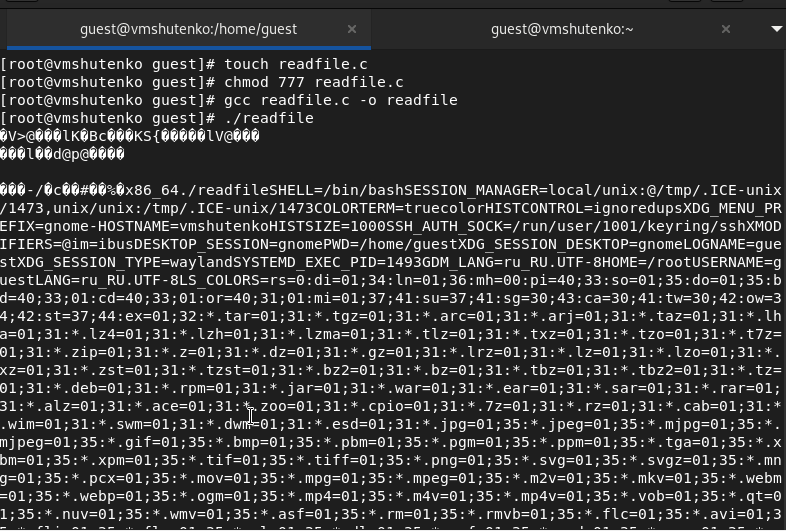 guest@vmshutenko:/home/guest
guest@vmshutenko:~
[root@vmshutenko guest]# touch readfile.c
[root@vmshutenko guest]# chmod 777 readfile.c
[root@vmshutenko guest]# gcc readfile.c -o readfile
[root@vmshutenko guest]# ./readfile
�V>@���lK�Bc���KS{�����lV@���
���l��d@p@����
���-/�c��#��%�x86_64./readfileSHELL=/bin/bashSESSION_MANAGER=local/unix:@/tmp/.ICE-unix
/1473,unix/unix:/tmp/.ICE-unix/1473COLORTERM=truecolorHISTCONTROL=ignoredupsXDG_MENU_PR
EFIX=gnome-HOSTNAME=vmshutenkoHISTSIZE=1000SSH_AUTH_SOCK=/run/user/1001/keyring/sshXMOD
IFIERS=@im=ibusDESKTOP_SESSION=gnomePWD=/home/guestXDG_SESSION_DESKTOP=gnomeLOGNAME=gue
stXDG_SESSION_TYPE=waylandSYSTEMD_EXEC_PID=1493GDM_LANG=ru_RU.UTF-8HOME=/rootUSERNAME=g
uestLANG=ru_RU.UTF-8LS_COLORS=rs=0:di=01;34:ln=01;36:mh=00:pi=40;33:so=01;35:do=01;35:b
d=40;33;01:cd=40;33;01:or=40;31;01:mi=01;37;41:su=37;41:sg=30;43:ca=30;41:tw=30;42:ow=3
4;42:st=37;44:ex=01;32:*.tar=01;31:*.tgz=01;31:*.arc=01;31:*.arj=01;31:*.taz=01;31:*.lh
a=01;31:*.lz4=01;31:*.lzh=01;31:*.lzma=01;31:*.tlz=01;31:*.txz=01;31:*.tzo=01;31:*.t7z=
01;31:*.zip=01;31:*.z=01;31:*.dz=01;31:*.gz=01;31:*.lrz=01;31:*.lz=01;31:*.lzo=01;31:*.
xz=01;31:*.zst=01;31:*.tzst=01;31:*.bz2=01;31:*.bz=01;31:*.tbz=01;31:*.tbz2=01;31:*.tz=
01;31:*.deb=01;31:*.rpm=01;31:*.jar=01;31:*.war=01;31:*.ear=01;31:*.sar=01;31:*.rar=01;
31:*.alz=01;31:*.ace=01;31:*.zoo=01;31:*.cpio=01;31:*.7z=01;31:*.rz=01;31:*.cab=01;31:*
.wim=01;31:*.swm=01;31:*.dwm=01;31:*.esd=01;31:*.jpg=01;35:*.jpeg=01;35:*.mjpg=01;35:*.
mjpeg=01;35:*.gif=01;35:*.bmp=01;35:*.pbm=01;35:*.pgm=01;35:*.ppm=01;35:*.tga=01;35:*.x
bm=01;35:*.xpm=01;35:*.tif=01;35:*.tiff=01;35:*.png=01;35:*.svg=01;35:*.svgz=01;35:*.mn
g=01;35:*.pcx=01;35:*.mov=01;35:*.mpg=01;35:*.mpeg=01;35:*.m2v=01;35:*.mkv=01;35:*.webm
=01;35:*.webp=01;35:*.ogm=01;35:*.mp4=01;35:*.m4v=01;35:*.mp4v=01;35:*.vob=01;35:*.qt=0
1;35:*.nuv=01;35:*.wmv=01;35:*.asf=01;35:*.rm=01;35:*.rmvb=01;35:*.flc=01;35:*.avi=01;3